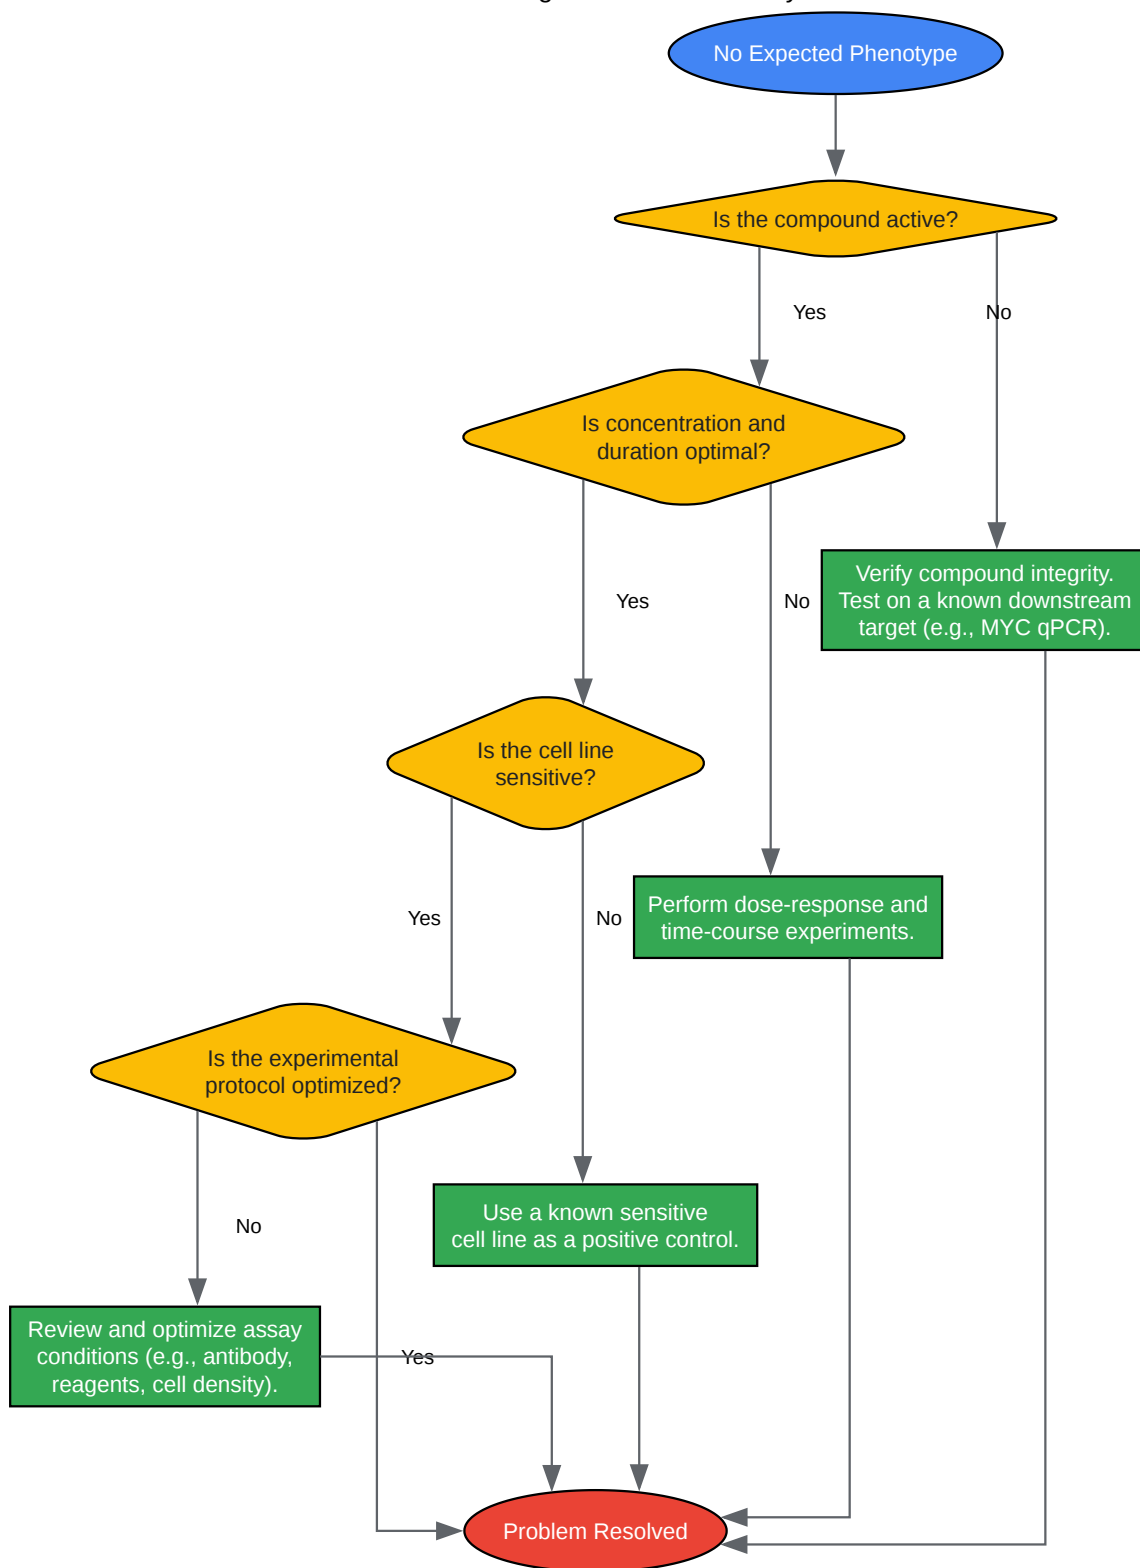 No Expected Phenotype
Is the compound active?
Yes
No
Is concentration and
duration optimal?
Yes
No
Verify compound integrity.
Test on a known downstream
target (e.g., MYC qPCR).
Is the cell line
sensitive?
Yes
No
Perform dose-response and
time-course experiments.
Is the experimental
protocol optimized?
No
Use a known sensitive
cell line as a positive control.
Review and optimize assay
conditions (e.g., antibody,
reagents, cell density).
Yes
Problem Resolved